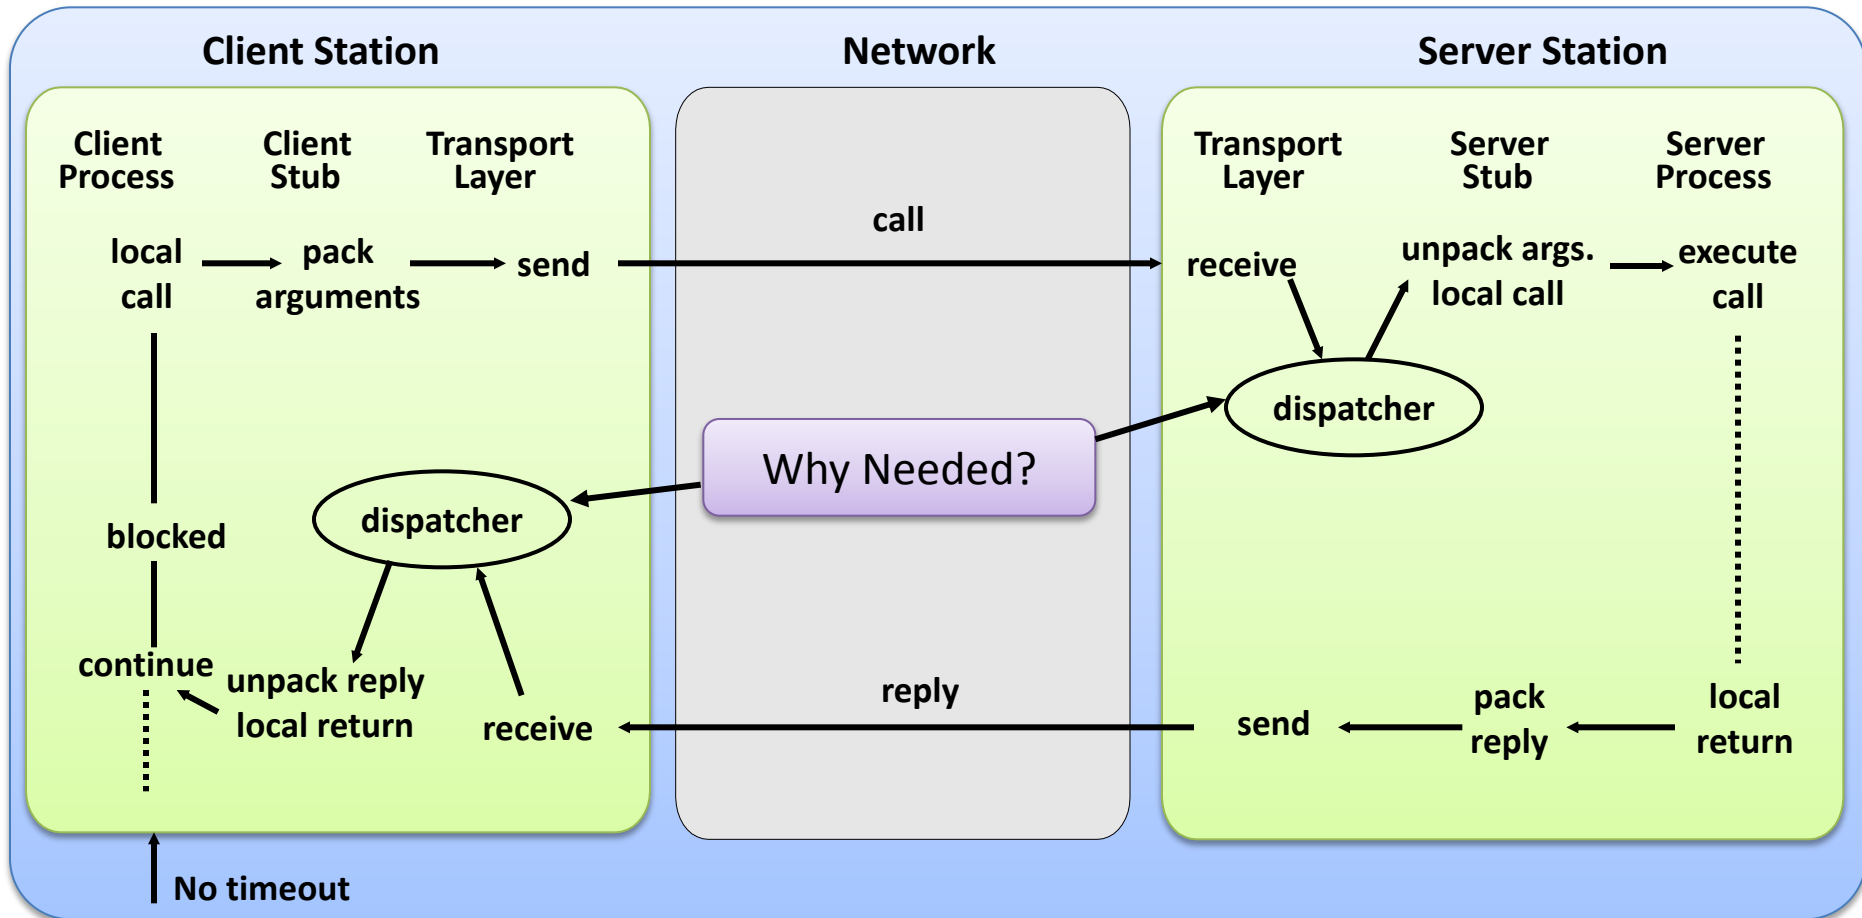 Client Station
Network
Server Station
Client
Process
Client
Stub
Transport
Layer
Transport
Layer
Server
Stub
Server
Process
local
call
pack
arguments
send
call
receive
unpack args.
local call
execute
call
dispatcher
Why Needed?
dispatcher
blocked
continue
unpack reply
local return
receive
reply
send
pack
reply
local
return
No timeout